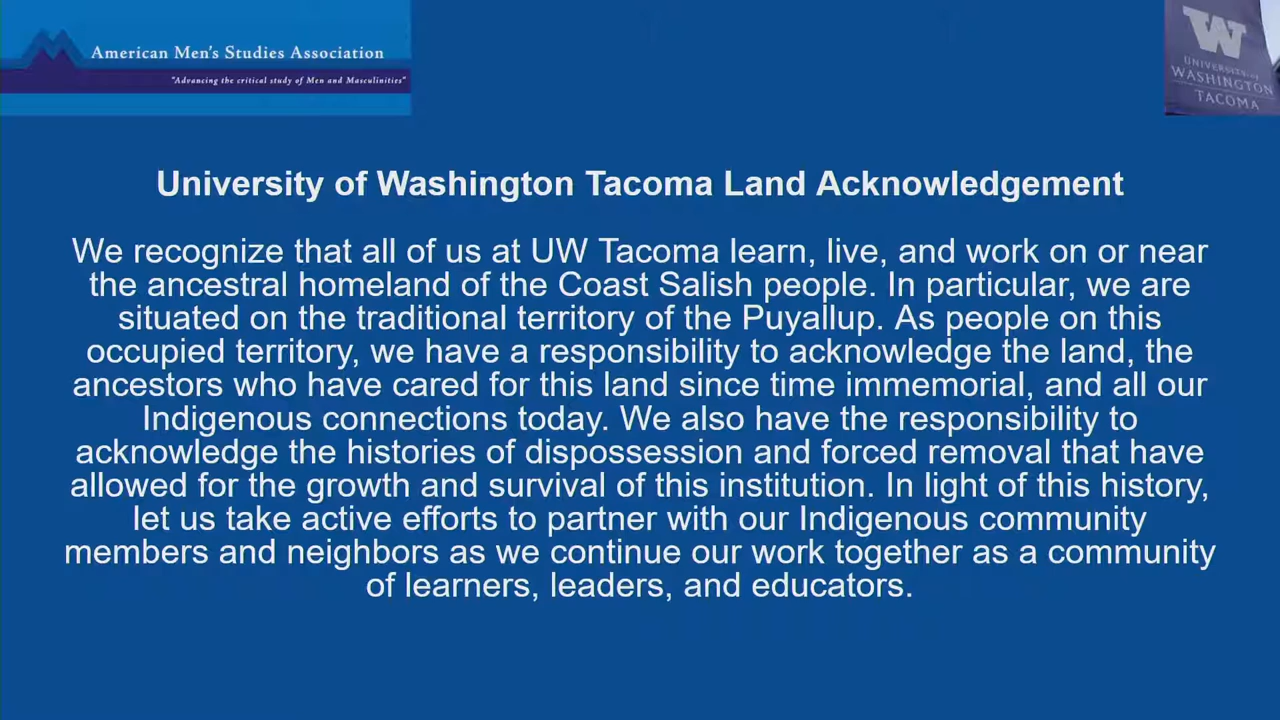 American Men's Studies Association
"Advancing the critical study of Men and Masculinities"
W
UNIVERSITY of
WASHINGTON
TACOMA
University of Washington Tacoma Land Acknowledgement
We recognize that all of us at UW Tacoma learn, live, and work on or near
the ancestral homeland of the Coast Salish people. In particular, we are
situated on the traditional territory of the Puyallup. As people on this
occupied territory, we have a responsibility to acknowledge the land, the
ancestors who have cared for this land since time immemorial, and all our
Indigenous connections today. We also have the responsibility to
acknowledge the histories of dispossession and forced removal that have
allowed for the growth and survival of this institution. In light of this history,
let us take active efforts to partner with our Indigenous community
members and neighbors as we continue our work together as a community
of learners, leaders, and educators.